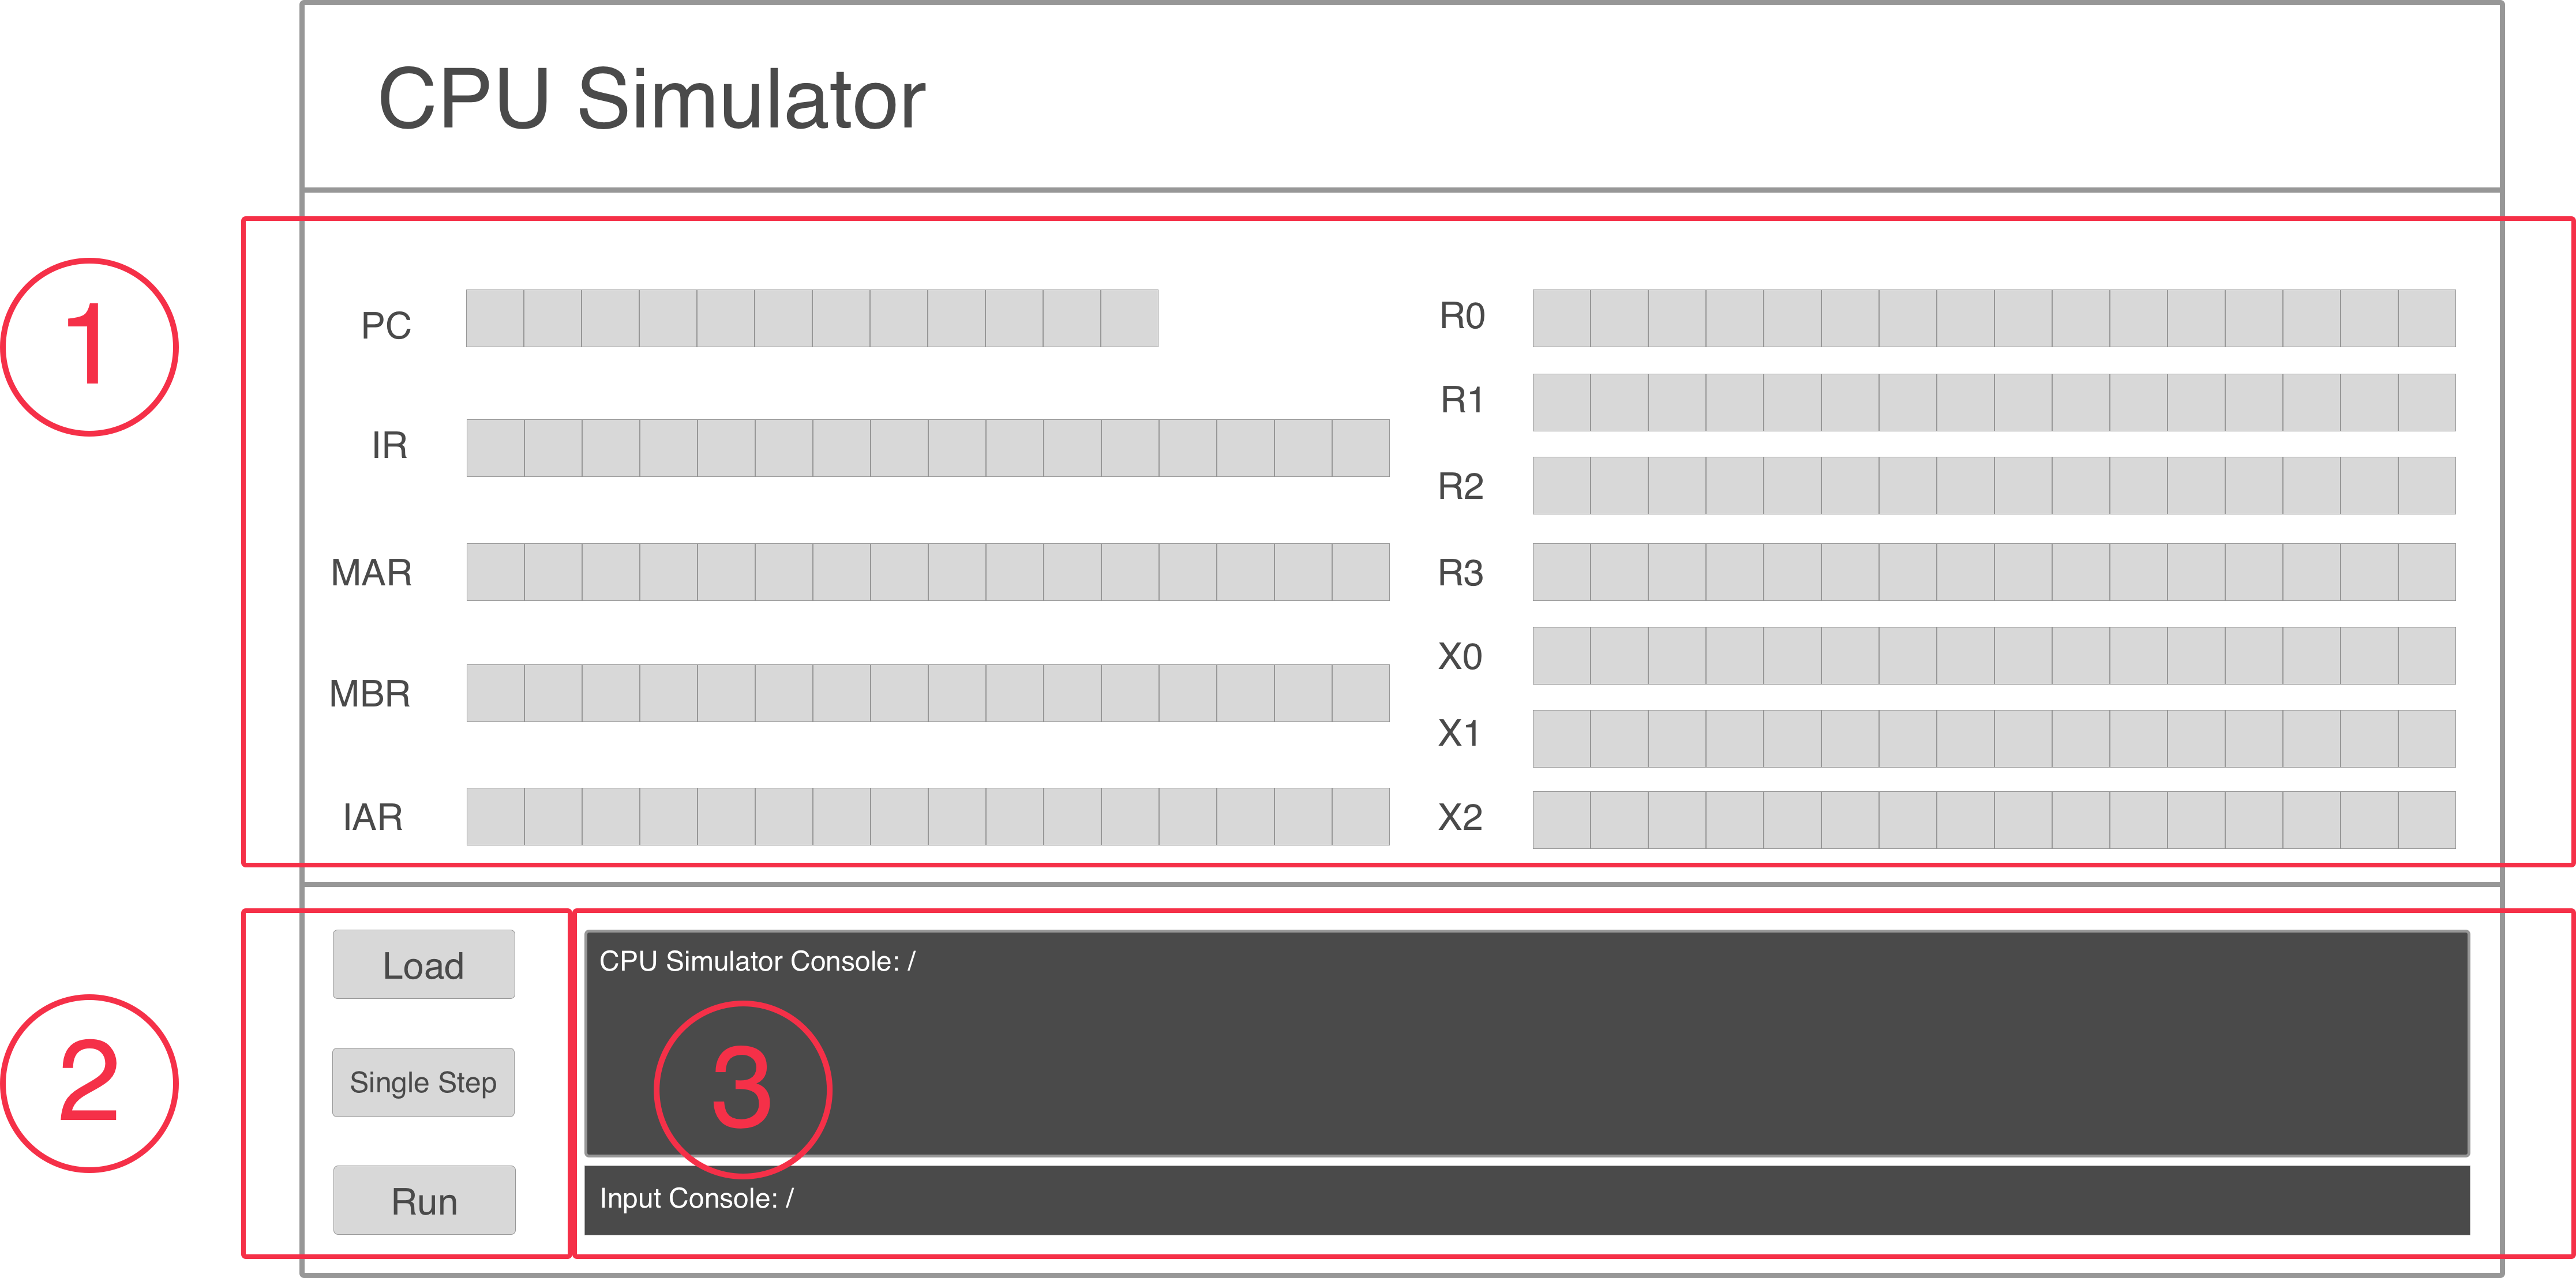 CPU Simulator
1
PC
IR
MAR
MBR
IAR
R0
R1
R2
R3
X0
X1
X2
2
Load
Single Step
Run
CPU Simulator Console: /
3
Input Console: /